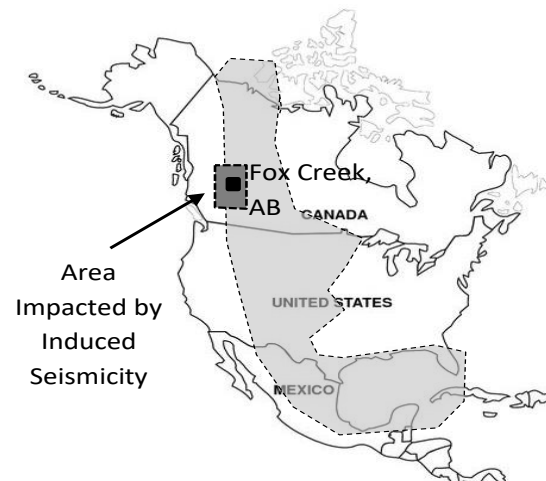 Fox Creek,
AB
CANADA
Area
Impacted by
Induced
Seismicity
UNITED STATES
MEXICO